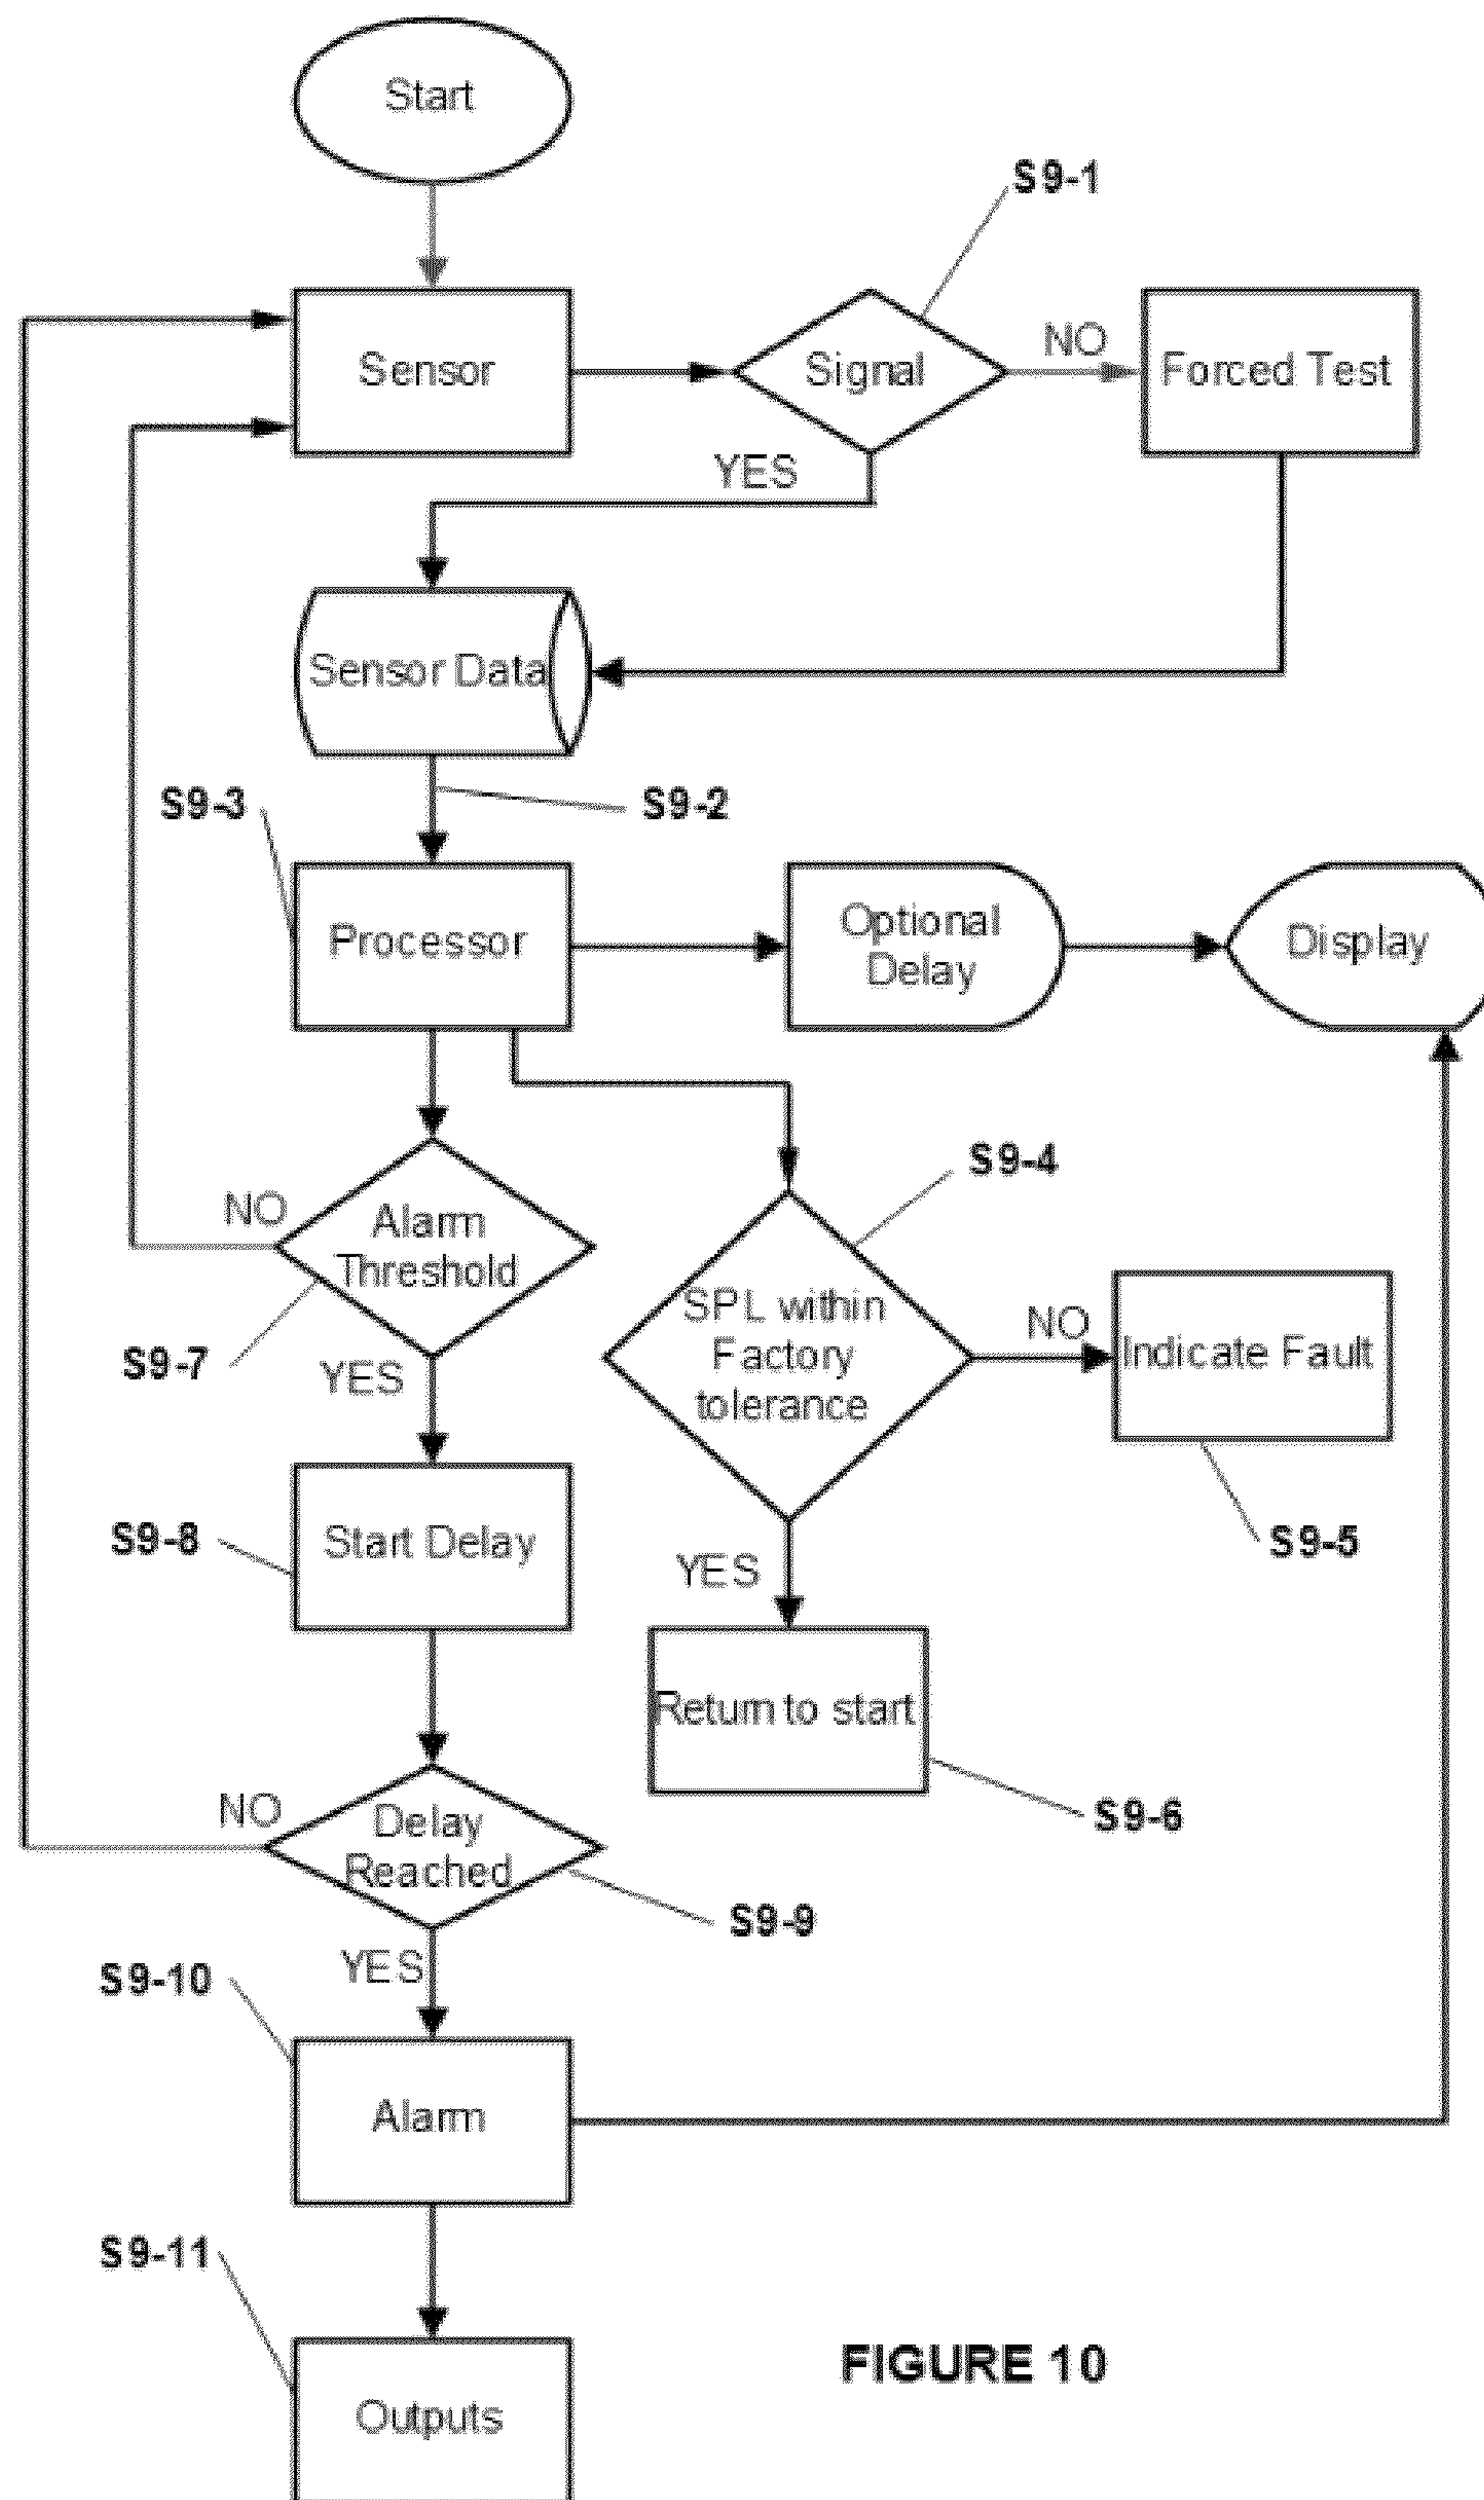 Start
S9-1
Sensor
Signal
NO
Forced Test
YES
Sensor Data
S9-3
S9-2
Processor
Optional
Delay
Display
S9-4
NO
Alarm
Threshold
SPL within
Factory
tolerance
NO
Indicate Fault
S9-7
YES
S9-8
Start Delay
S9-5
YES
Return to start
NO
Delay
Reached
S9-6
S9-9
YES
S9-10
Alarm
S9-11
FIGURE 10
Outputs